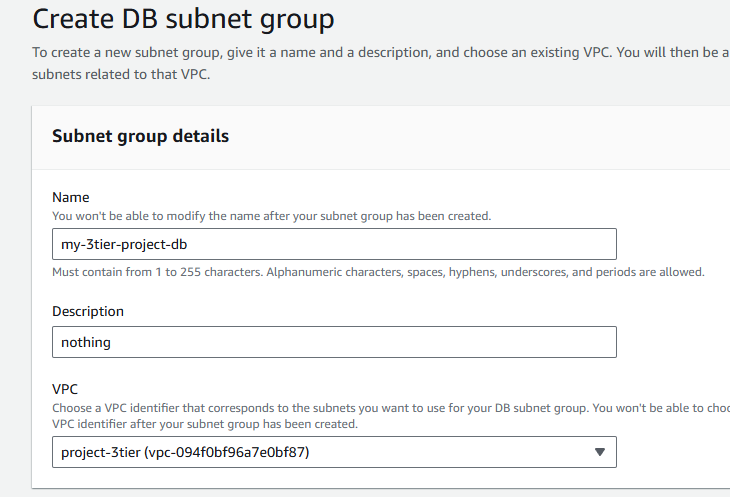 Create DB subnet group
To create a new subnet group, give it a name and a description, and choose an existing VPC. You will then be a
subnets related to that VPC.
Subnet group details
Name
You won't be able to modify the name after your subnet group has been created.
my-3tier-project-db
Must contain from 1 to 255 characters. Alphanumeric characters, spaces, hyphens, underscores, and periods are allowed.
Description
nothing
VPC
Choose a VPC identifier that corresponds to the subnets you want to use for your DB subnet group. You won't be able to choo
VPC identifier after your subnet group has been created.
project-3tier (vpc-094f0bf96a7e0bf87)